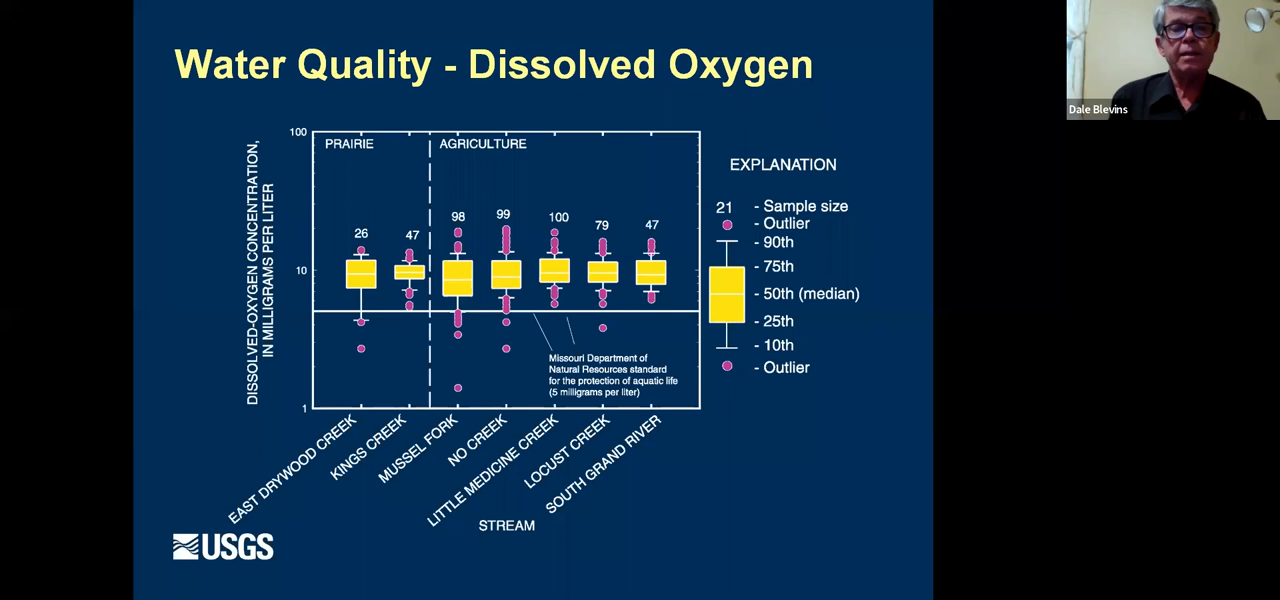 Water Quality - Dissolved Oxygen
Dale Blevins
DISSOLVED-OXYGEN CONCENTRATION,
IN MILLIGRAMS PER LITER
100
10
1
PRAIRIE
AGRICULTURE
26
47
98
99
100
79
47
Missouri Department of
Natural Resources standard
for the protection of aquatic life
(5 milligrams per liter)
EAST DRYWOOD CREEK
KINGS CREEK
MUSSEL FORK
NO CREEK
LITTLE MEDICINE CREEK
LOCUST CREEK
SOUTH GRAND RIVER
STREAM
EXPLANATION
21 - Sample size
- Outlier
- 90th
- 75th
- 50th (median)
- 25th
- 10th
- Outlier
USGS